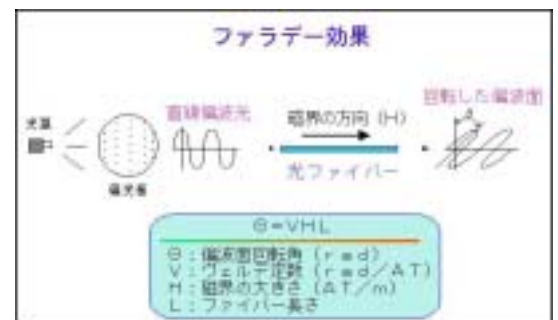 ファラデー効果
回転した偏波面
直線偏波光
磁界の方向 (H)
光源
光ファイバー
偏光板
Θ=VHL
Θ：偏波面回転角 (rad)
V：ヴェルデ定数 (rad/AT)
H：磁界の大きさ (AT/m)
L：ファイバー長さ